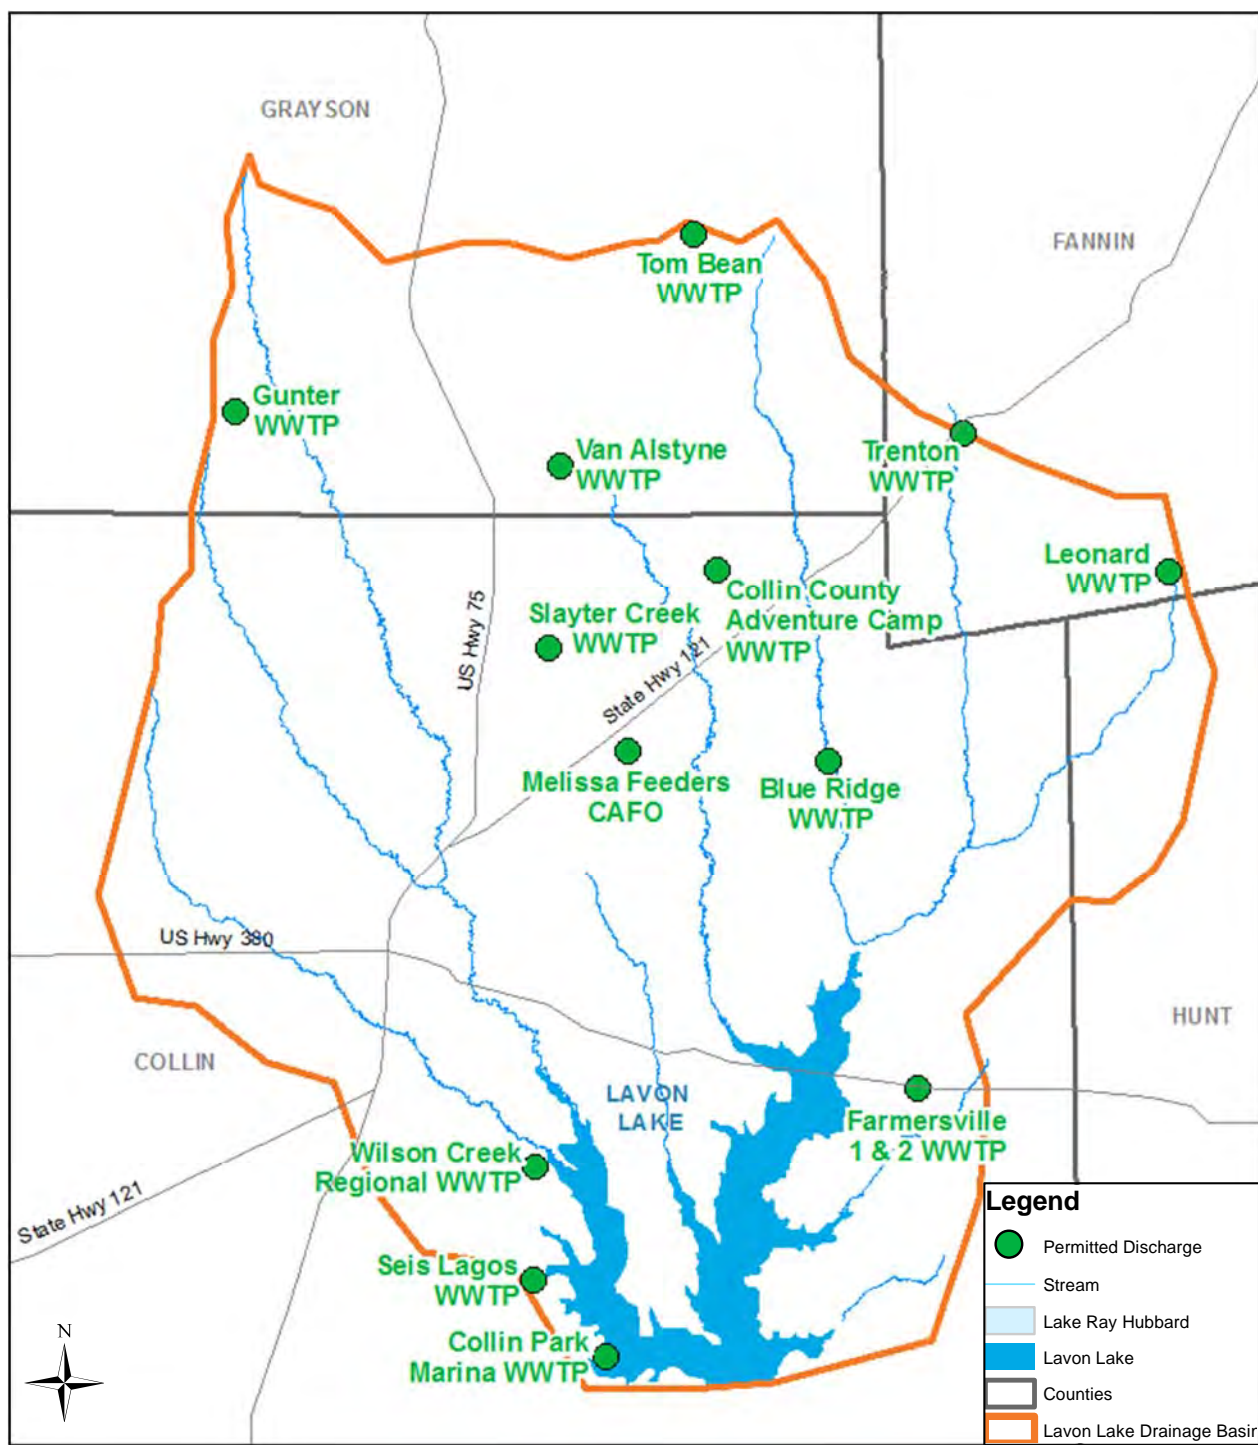 GRAYSON
FANNIN
Tom Bean
WWTP
Gunter
WWTP
Van Alstyne
WWTP
Trenton
WWTP
Leonard
WWTP
Collin County
Adventure Camp
WWTP
Slayter Creek
WWTP
US Hwy 75
State Hwy 121
Melissa Feeders
CAFO
Blue Ridge
WWTP
US Hwy 380
HUNT
COLLIN
LAVON
LAKE
Farmersville
1 & 2 WWTP
Wilson Creek
Regional WWTP
State Hwy 121
Seis Lagos
WWTP
Collin Park
Marina WWTP
N
Legend
Permitted Discharge
Stream
Lake Ray Hubbard
Lavon Lake
Counties
Lavon Lake Drainage Basin